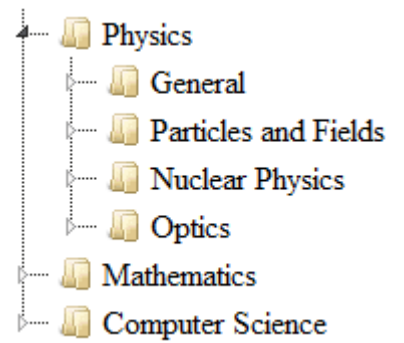 Physics
General
Particles and Fields
Nuclear Physics
Optics
Mathematics
Computer Science